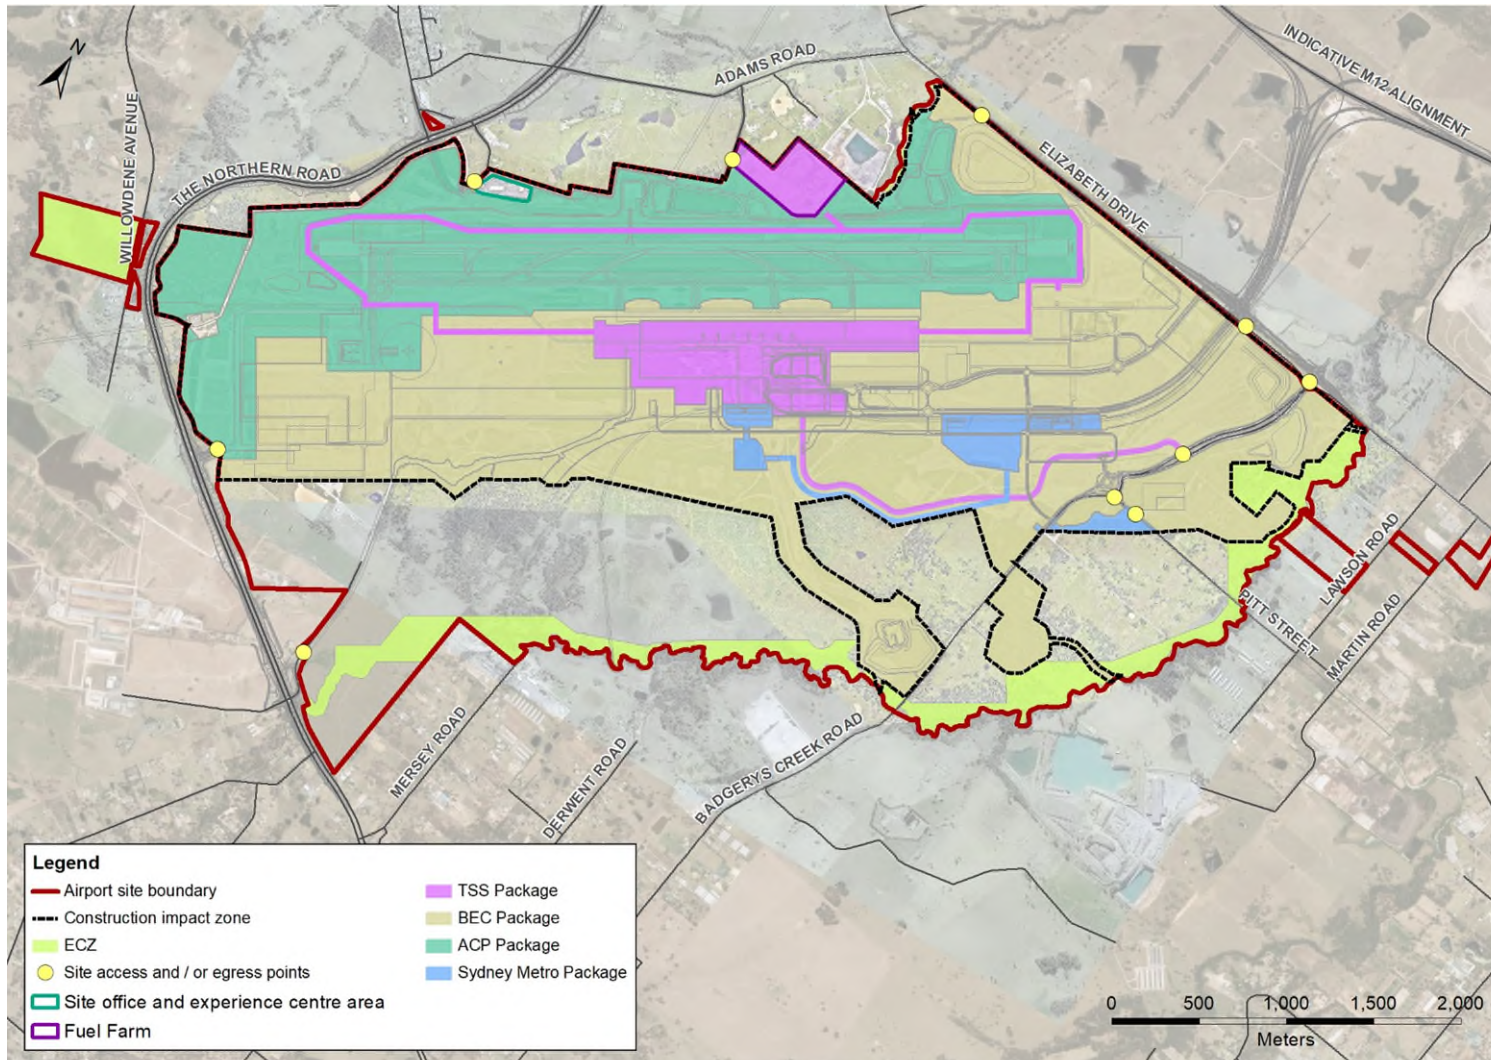 N
ADAMS ROAD
INDICATIVE M12 ALIGNMENT
WILLOWDENE AVENUE
THE NORTHERN ROAD
ELIZABETH DRIVE
LAWSON ROAD
PITT STREET
MARTIN ROAD
MERSEY ROAD
DERWENT ROAD
BADGERYS CREEK ROAD
Legend
Airport site boundary
Construction impact zone
ECZ
Site access and / or egress points
Site office and experience centre area
Fuel Farm
TSS Package
BEC Package
ACP Package
Sydney Metro Package
0 500 1,000 1,500 2,000
Meters